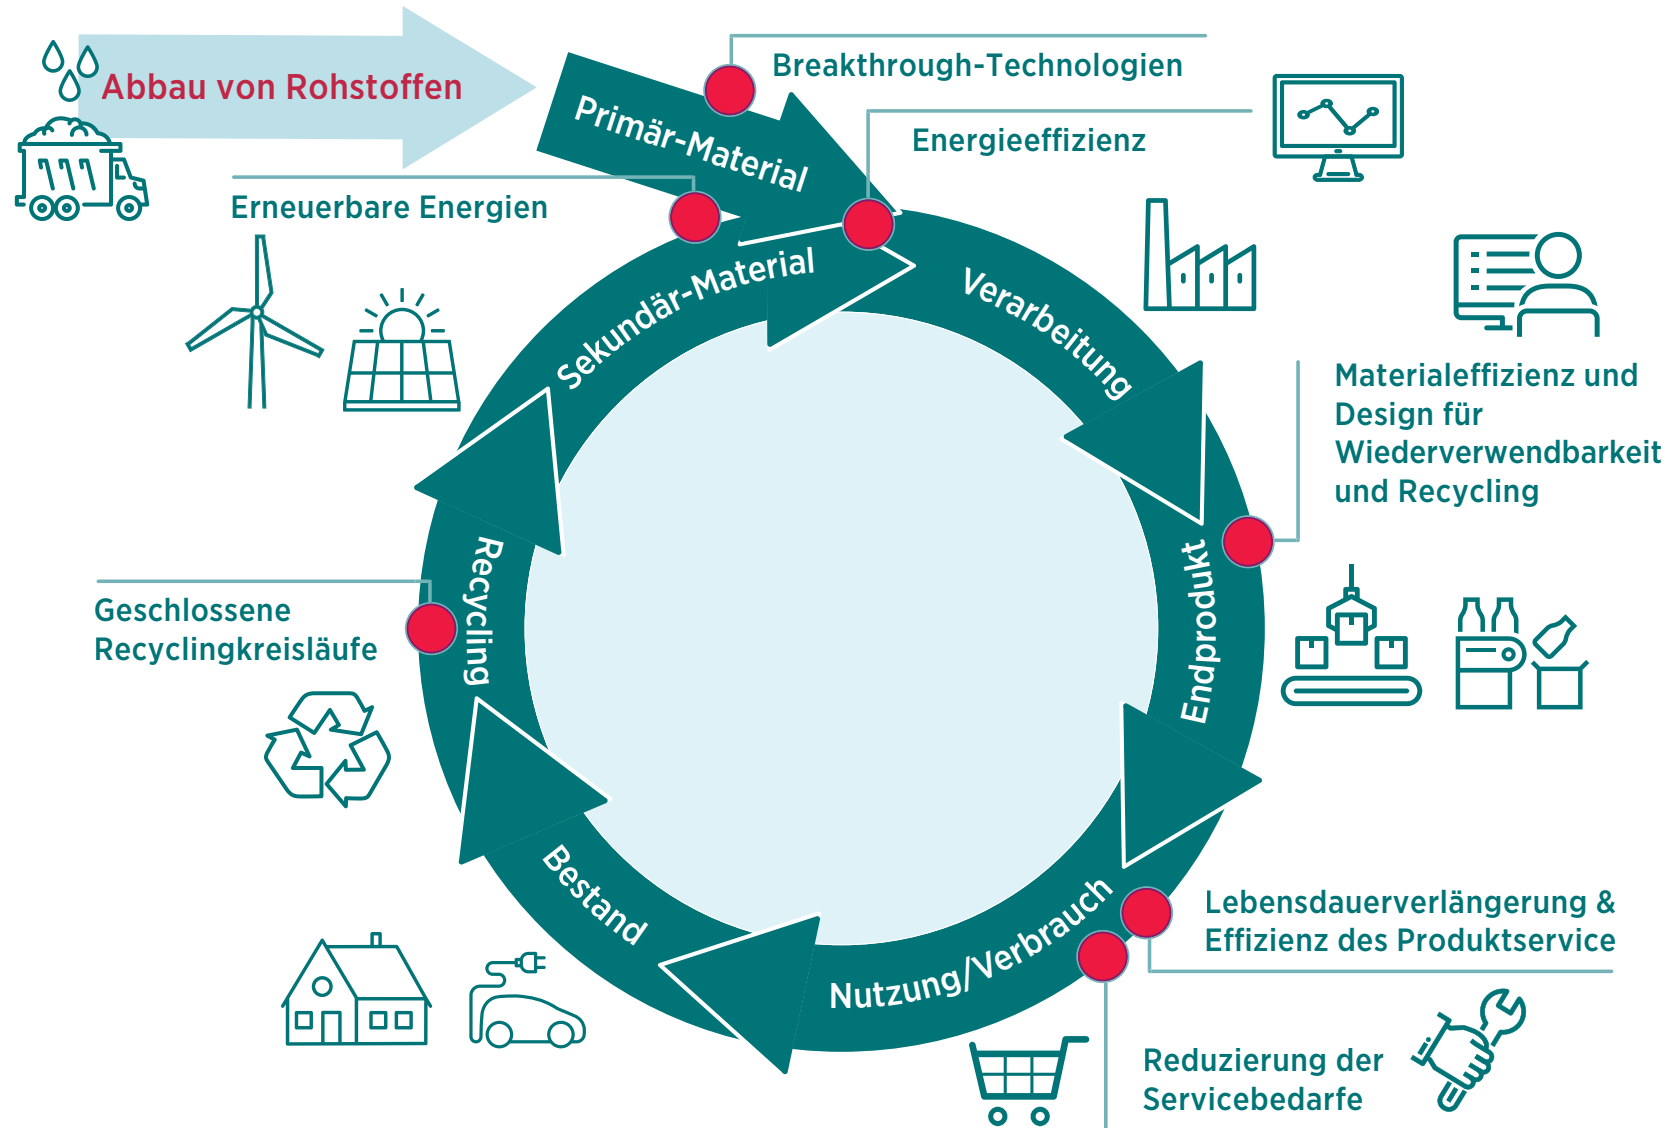 Abbau von Rohstoffen
Primär-Material
Breakthrough-Technologien
Energieeffizienz
Erneuerbare Energien
Sekundär-Material
Verarbeitung
Materialeffizienz und
Design für
Wiederverwendbarkeit
und Recycling
Endprodukt
Geschlossene
Recyclingkreisläufe
Recycling
Bestand
Nutzung/Verbrauch
Lebensdauerverlängerung &
Effizienz des Produktservice
Reduzierung der
Servicebedarfe